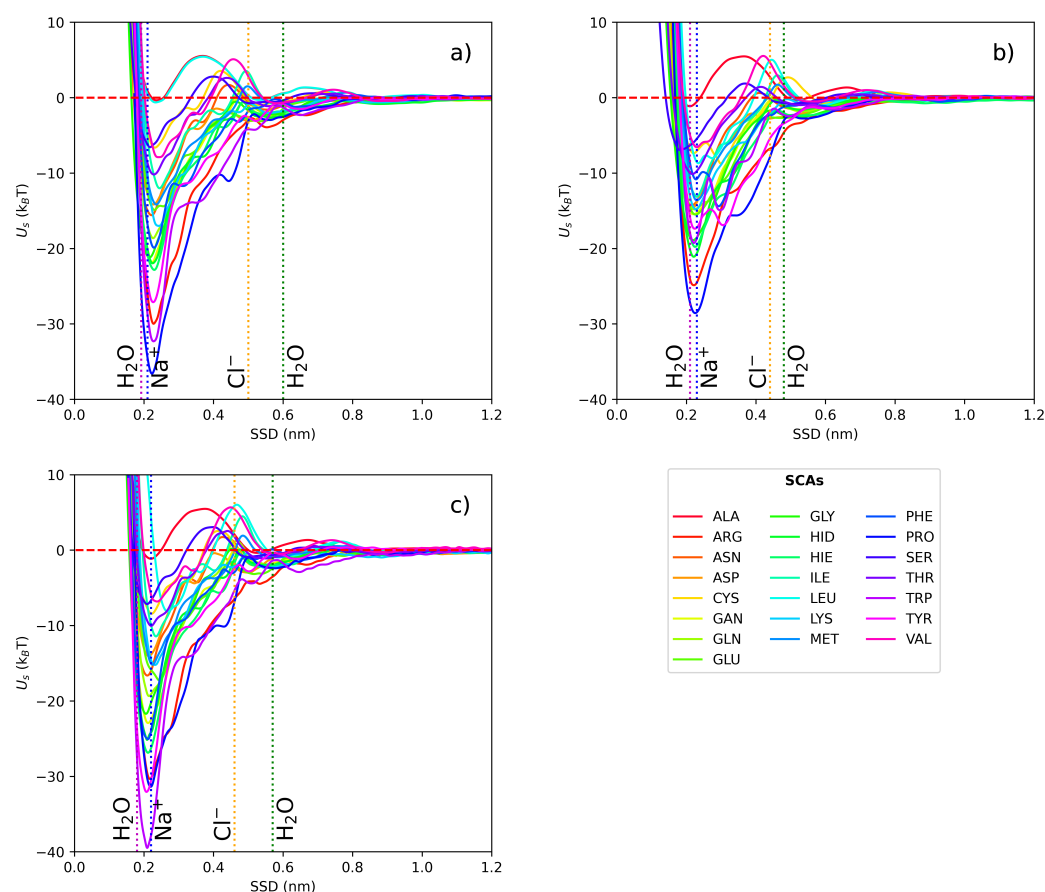 a)
10
0
−10
−20
−30
−40
U_s (k_BT)
H₂O
Na⁺
Cl⁻
H₂O
0.0 0.2 0.4 0.6 0.8 1.0 1.2
SSD (nm)
b)
10
0
−10
−20
−30
−40
U_s (k_BT)
H₂O
Na⁺
Cl⁻
H₂O
0.0 0.2 0.4 0.6 0.8 1.0 1.2
SSD (nm)
c)
10
0
−10
−20
−30
−40
U_s (k_BT)
H₂O
Na⁺
Cl⁻
H₂O
0.0 0.2 0.4 0.6 0.8 1.0 1.2
SSD (nm)
SCAs
ALA
ARG
ASN
ASP
CYS
GAN
GLN
GLU
GLY
HID
HIE
ILE
LEU
LYS
MET
PHE
PRO
SER
THR
TRP
TYR
VAL